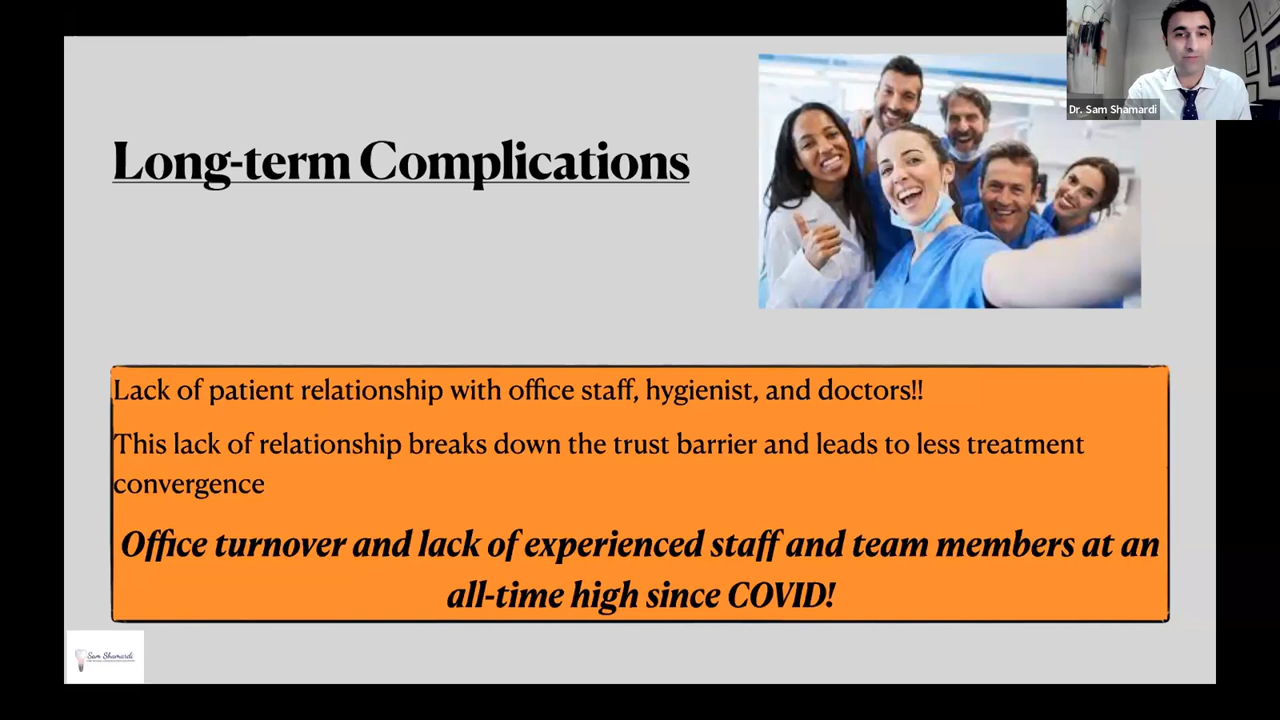 Dr. Sam Shamardi
Long-term Complications
Lack of patient relationship with office staff, hygienist, and doctors!!
This lack of relationship breaks down the trust barrier and leads to less treatment
convergence
Office turnover and lack of experienced staff and team members at an
all-time high since COVID!
Sam Shamardi